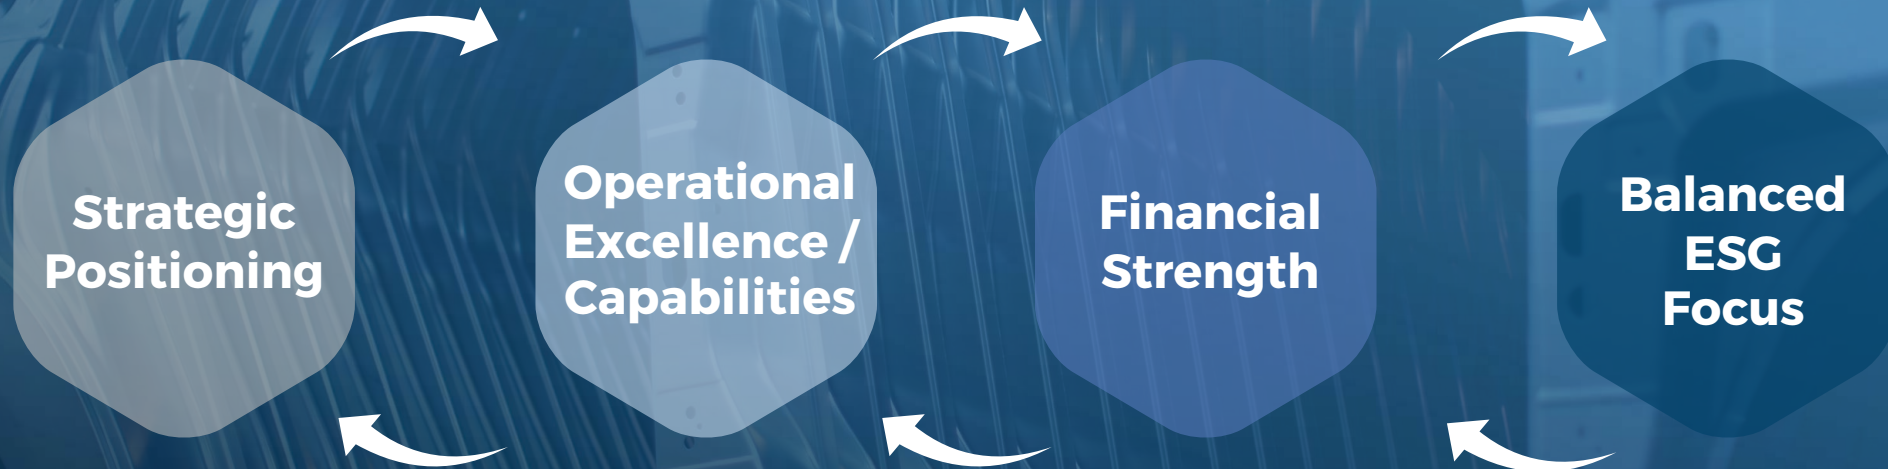 Strategic
Positioning
Operational
Excellence /
Capabilities
Financial
Strength
Balanced
ESG
Focus